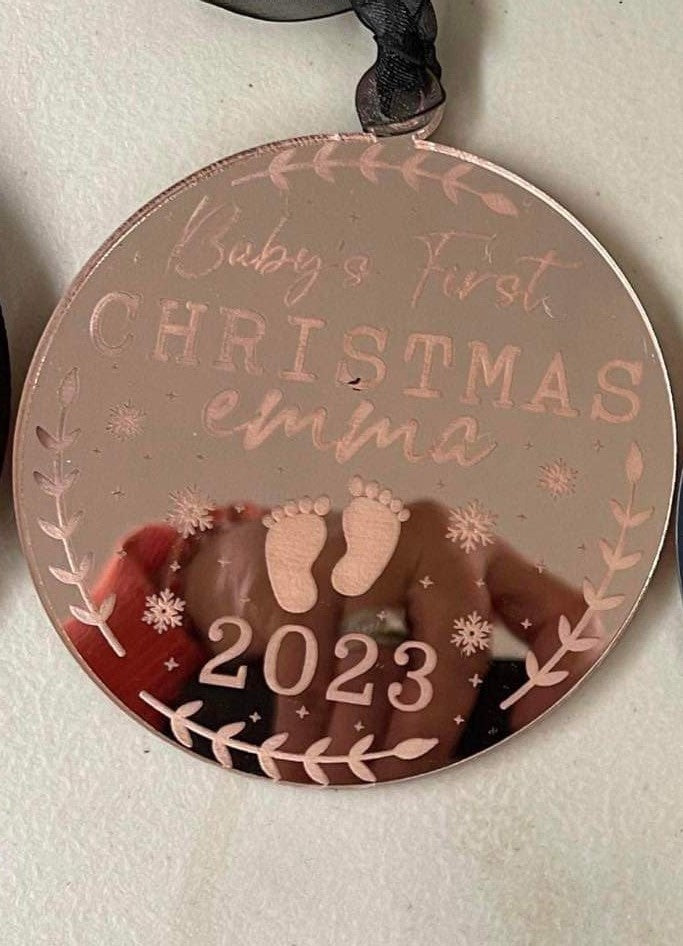 Baby's First
CHRISTMAS
emma
2023